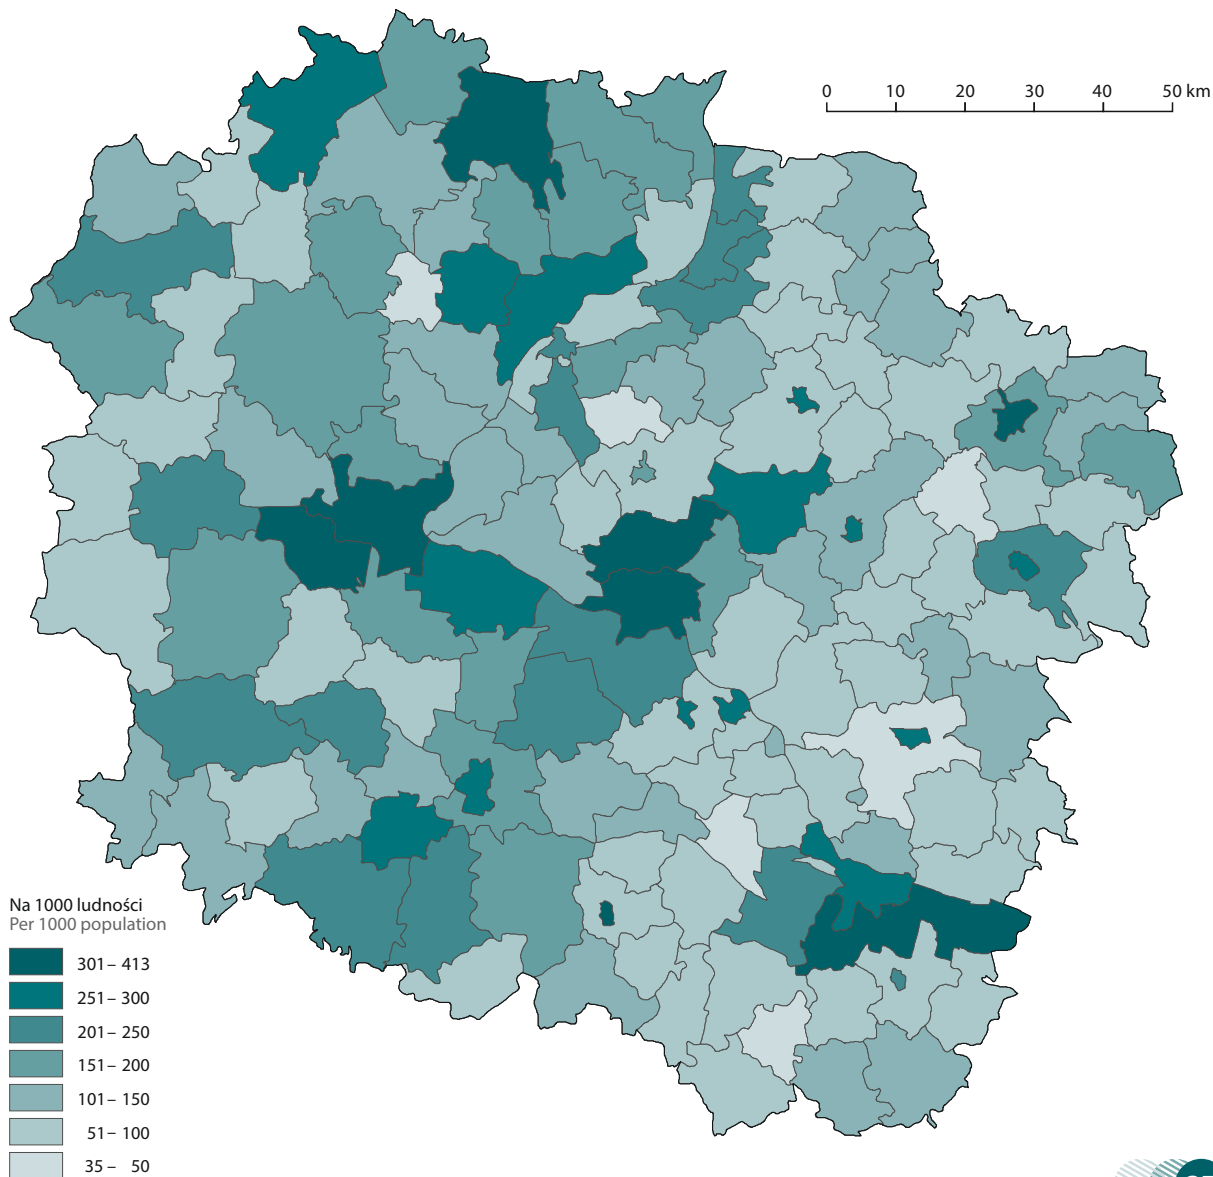 0 10 20 30 40 50 km
Na 1000 ludności
Per 1000 population
301 – 413
251 – 300
201 – 250
151 – 200
101 – 150
51 – 100
35 – 50